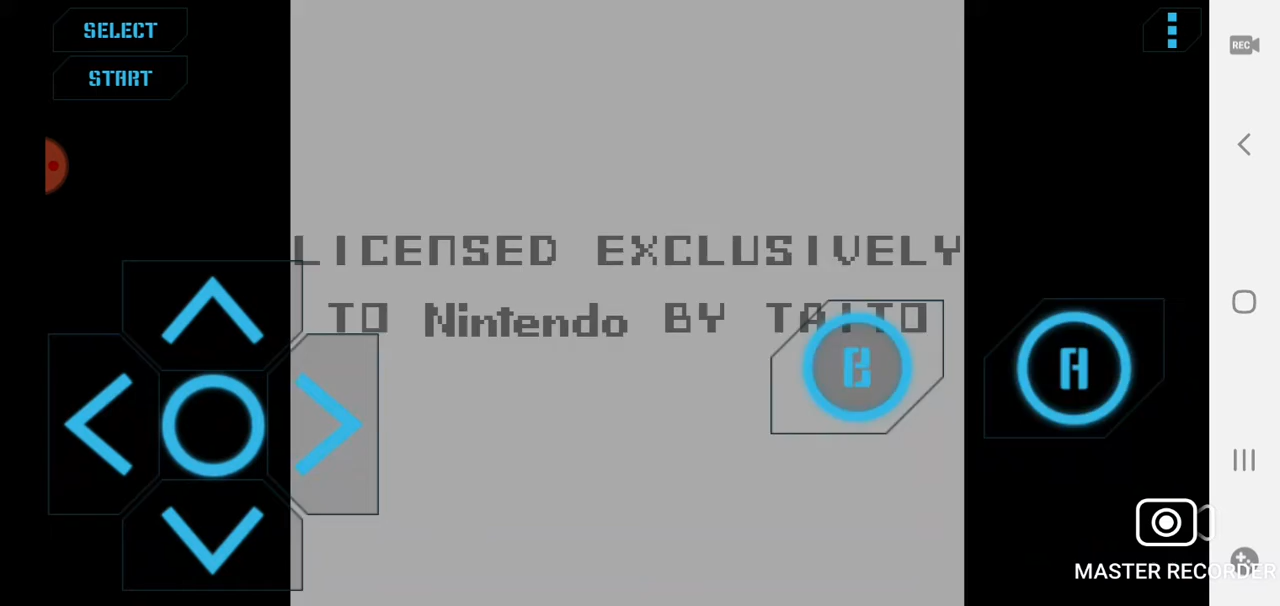 SELECT
START
REC
LICENSED EXCLUSIVELY
TO Nintendo BY TAITO
B
A
MASTER RECORDER